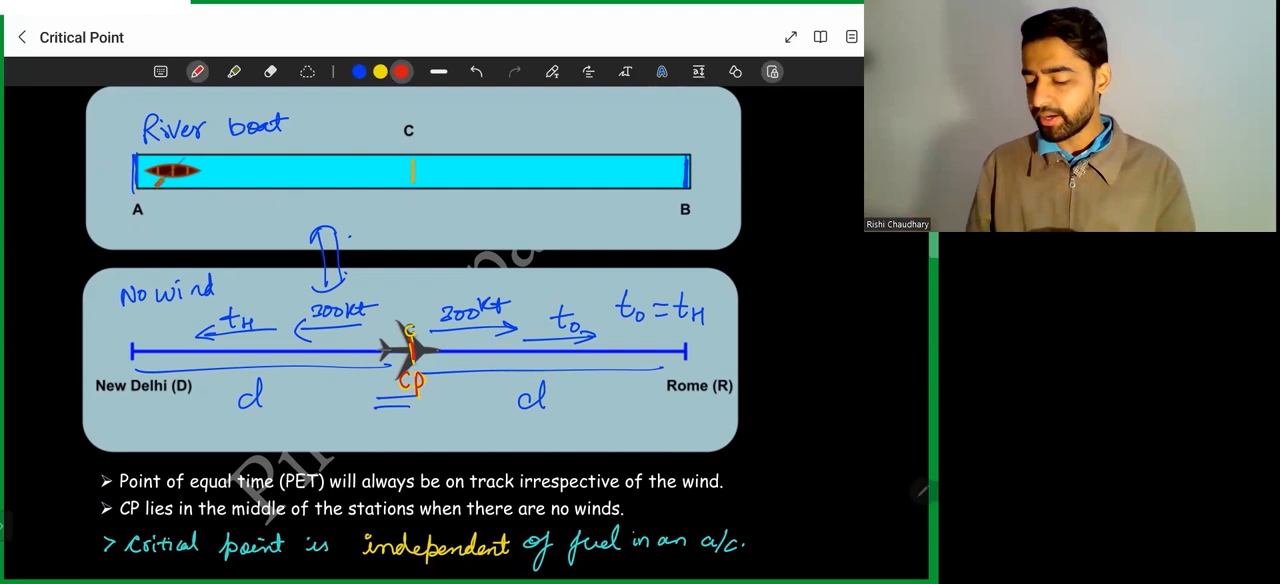 Critical Point
River boat
C
A
B
Rishi Chaudhary
No wind
300kt
300kt
tH
tO
tO = tH
C
New Delhi (D)
CP
Rome (R)
d
d
➢ Point of equal time (PET) will always be on track irrespective of the wind.
➢ CP lies in the middle of the stations when there are no winds.
> Critical point is independent of fuel in an a/c.